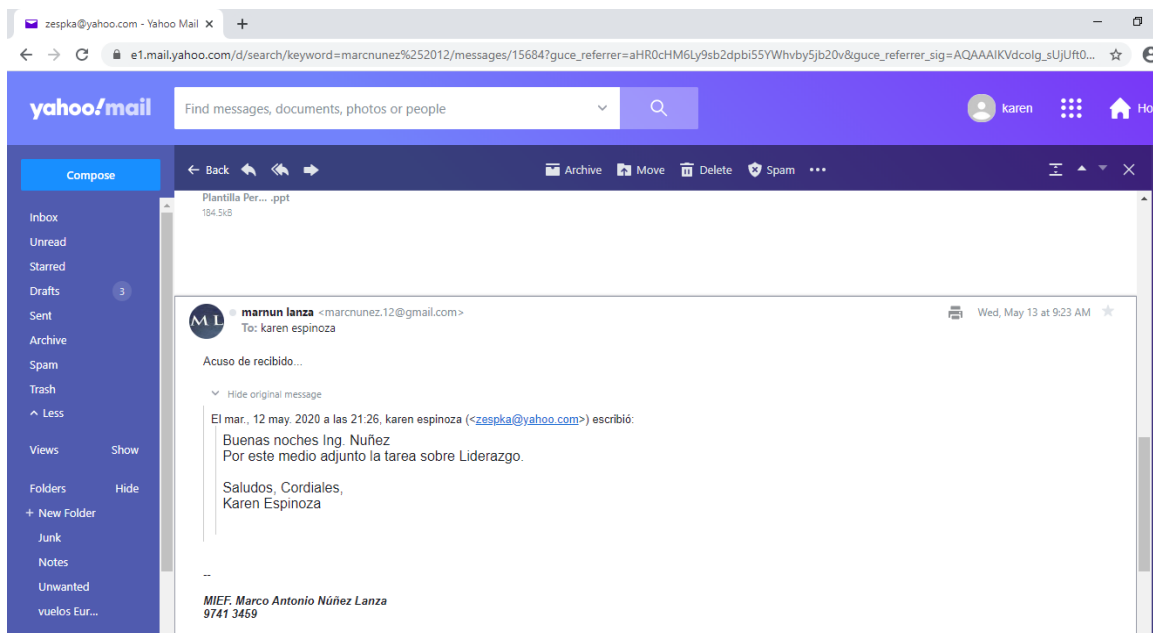 zespka@yahoo.com - Yahoo Mail
e1.mail.yahoo.com/d/search/keyword=marcnunez%252012/messages/15684?guce_referrer=aHR0cHM6Ly9sb2dpbi55YWhvby5jb20v&guce_referrer_sig=AQAAAIKVdcolg_sUjUft0...
yahoo!mail
Find messages, documents, photos or people
karen
Ho
Compose
Back
Archive
Move
Delete
Spam
Plantilla Per... .ppt
184.5kB
Inbox
Unread
Starred
Drafts 3
Sent
Archive
Spam
Trash
Less
Views Show
Folders Hide
+ New Folder
Junk
Notes
Unwanted
vuelos Eur...
M L
marnun lanza <marcnunez.12@gmail.com>
Wed, May 13 at 9:23 AM
To: karen espinoza
Acuso de recibido...
Hide original message
El mar., 12 may. 2020 a las 21:26, karen espinoza (<zespka@yahoo.com>) escribió:
Buenas noches Ing. Nuñez
Por este medio adjunto la tarea sobre Liderazgo.
Saludos, Cordiales,
Karen Espinoza
--
MIEF. Marco Antonio Núñez Lanza
9741 3459